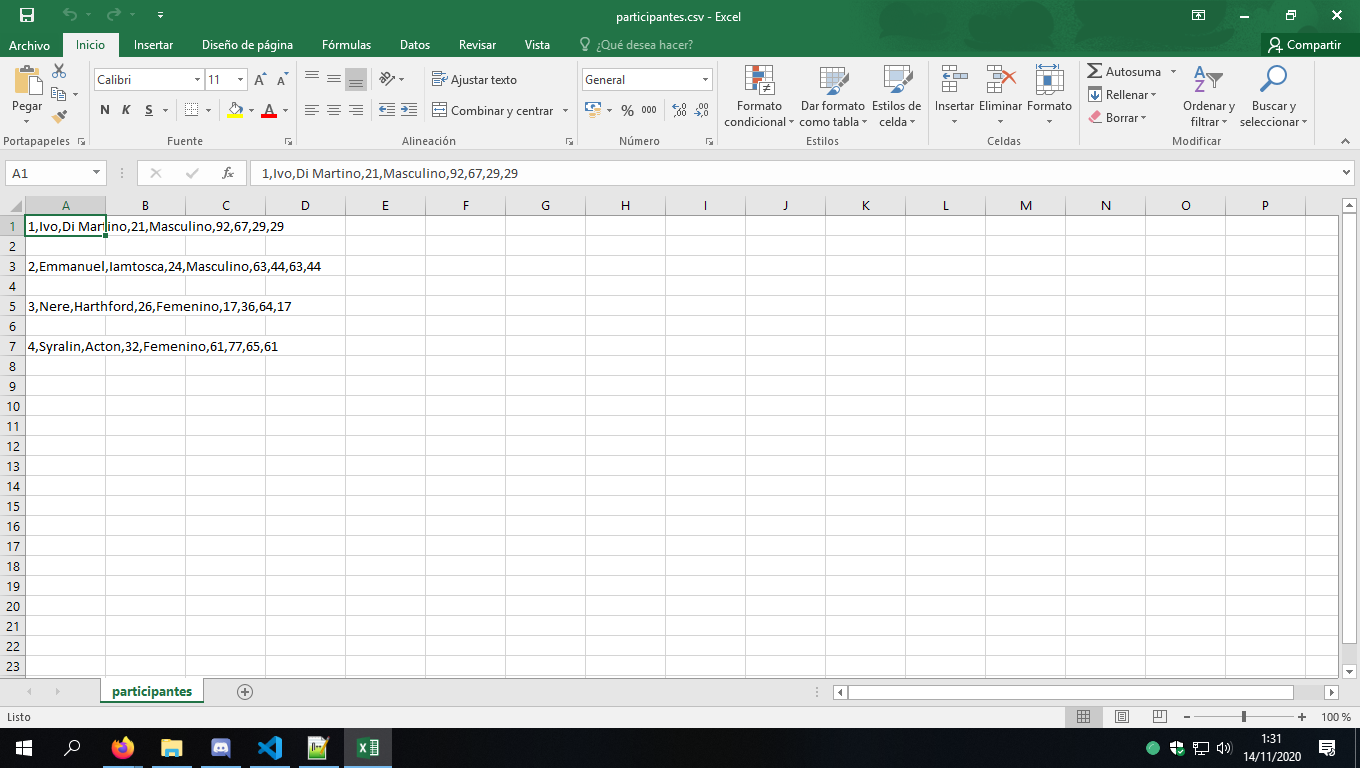 participantes.csv - Excel
Archivo Inicio Insertar Diseño de página Fórmulas Datos Revisar Vista ¿Qué desea hacer? Compartir
Pegar
Portapapeles
Calibri 11
N K S A
Fuente
Ajustar texto
Combinar y centrar
Alineación
General
% 000
Número
Formato condicional
Dar formato como tabla
Estilos de celda
Estilos
Insertar Eliminar Formato
Celdas
Autosuma
Rellenar
Borrar
Ordenar y filtrar
Buscar y seleccionar
Modificar
A1 fx 1,Ivo,Di Martino,21,Masculino,92,67,29,29
A B C D E F G H I J K L M N O P
1 1,Ivo,Di Martino,21,Masculino,92,67,29,29
2
3 2,Emmanuel,Iamtosca,24,Masculino,63,44,63,44
4
5 3,Nere,Harthford,26,Femenino,17,36,64,17
6
7 4,Syralin,Acton,32,Femenino,61,77,65,61
8
9
10
11
12
13
14
15
16
17
18
19
20
21
22
23
participantes
Listo 100 %
1:31
14/11/2020